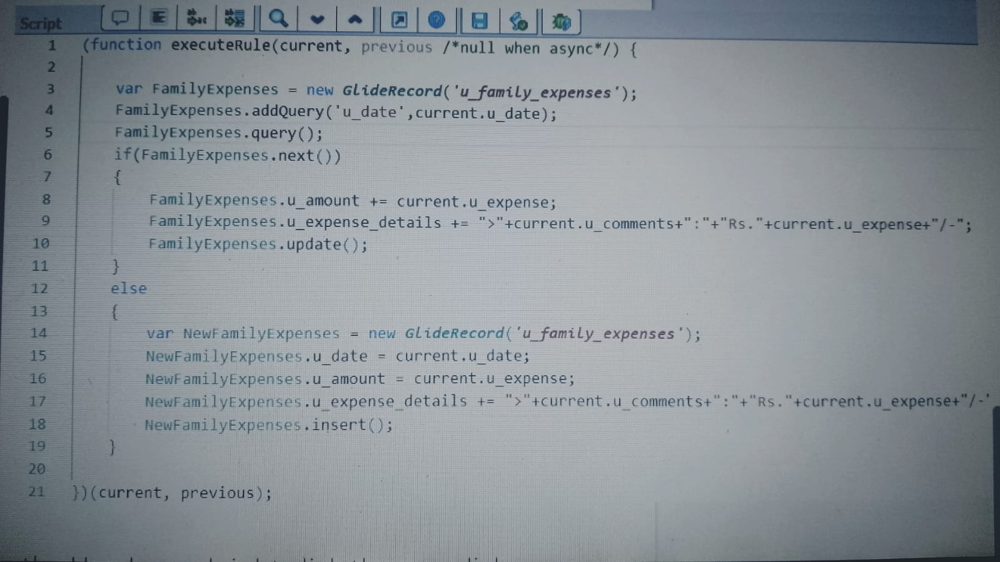 Script
1 (function executeRule(current, previous /*null when async*/) {
2
3 var FamilyExpenses = new GlideRecord('u_family_expenses');
4 FamilyExpenses.addQuery('u_date',current.u_date);
5 FamilyExpenses.query();
6 if(FamilyExpenses.next())
7 {
8 FamilyExpenses.u_amount += current.u_expense;
9 FamilyExpenses.u_expense_details += ">"+current.u_comments+":"+"Rs."+current.u_expense+"/-";
10 FamilyExpenses.update();
11 }
12 else
13 {
14 var NewFamilyExpenses = new GlideRecord('u_family_expenses');
15 NewFamilyExpenses.u_date = current.u_date;
16 NewFamilyExpenses.u_amount = current.u_expense;
17 NewFamilyExpenses.u_expense_details += ">"+current.u_comments+":"+"Rs."+current.u_expense+"/-'
18 NewFamilyExpenses.insert();
19 }
20
21 })(current, previous);